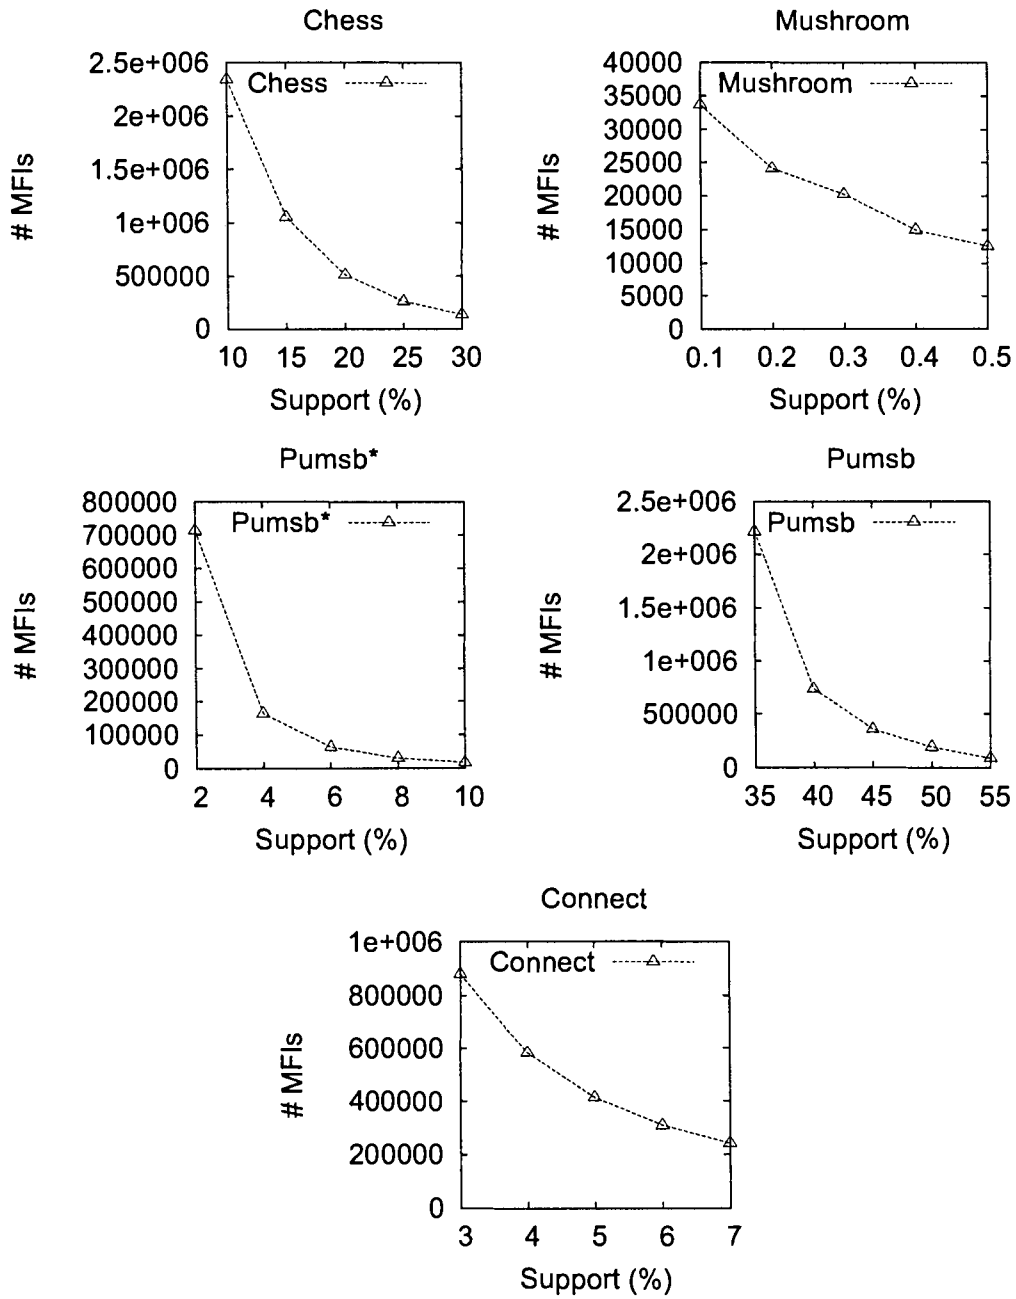 Chess
2.5e+006
2e+006
1.5e+006
1e+006
500000
0
# MFIs
Chess
10 15 20 25 30
Support (%)
Mushroom
40000
35000
30000
25000
20000
15000
10000
5000
0
# MFIs
Mushroom
0.1 0.2 0.3 0.4 0.5
Support (%)
Pumsb*
800000
700000
600000
500000
400000
300000
200000
100000
0
# MFIs
Pumsb*
2 4 6 8 10
Support (%)
Pumsb
2.5e+006
2e+006
1.5e+006
1e+006
500000
0
# MFIs
Pumsb
35 40 45 50 55
Support (%)
Connect
1e+006
800000
600000
400000
200000
0
# MFIs
Connect
3 4 5 6 7
Support (%)